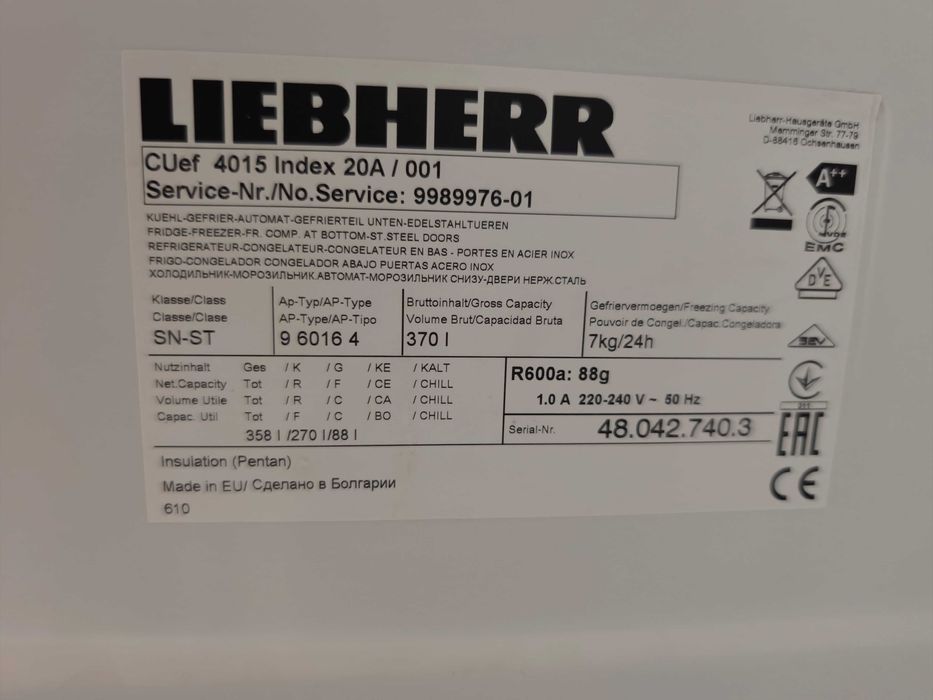 LIEBHERR
Liebherr-Hausgeräte GmbH
Memminger Str. 77-79
D-88416 Ochsenhausen
CUef 4015 Index 20A / 001
Service-Nr./No.Service: 9989976-01
A++
KUEHL-GEFRIER-AUTOMAT-GEFRIERTEIL UNTEN-EDELSTAHLTUEREN
FRIDGE-FREEZER-FR. COMP. AT BOTTOM-ST.STEEL DOORS
REFRIGERATEUR-CONGELATEUR-CONGELATEUR EN BAS - PORTES EN ACIER INOX
FRIGO-CONGELADOR CONGELADOR ABAJO PUERTAS ACERO INOX
ХОЛОДИЛЬНИК-МОРОЗИЛЬНИК.АВТОМАТ-МОРОЗИЛЬНИК СНИЗУ-ДВЕРИ НЕРЖ.СТАЛЬ
EMC
DVE
Klasse/Class Ap-Typ/AP-Type Bruttoinhalt/Gross Capacity Gefriervermoegen/Freezing Capacity
Classe/Clase AP-Type/AP-Tipo Volume Brut/Capacidad Bruta Pouvoir de Congel./Capac.Congeladora
SN-ST 9 6016 4 370 l 7kg/24h
Nutzinhalt Ges / K / G / KE / KALT
Net.Capacity Tot / R / F / CE / CHILL
Volume Utile Tot / R / C / CA / CHILL
Capac. Util Tot / F / C / BO / CHILL
358 l /270 l/88 l
R600a: 88g
1.0 A 220-240 V ~ 50 Hz
Serial-Nr. 48.042.740.3
EAC
CE
Insulation (Pentan)
Made in EU/ Сделано в Болгарии
610